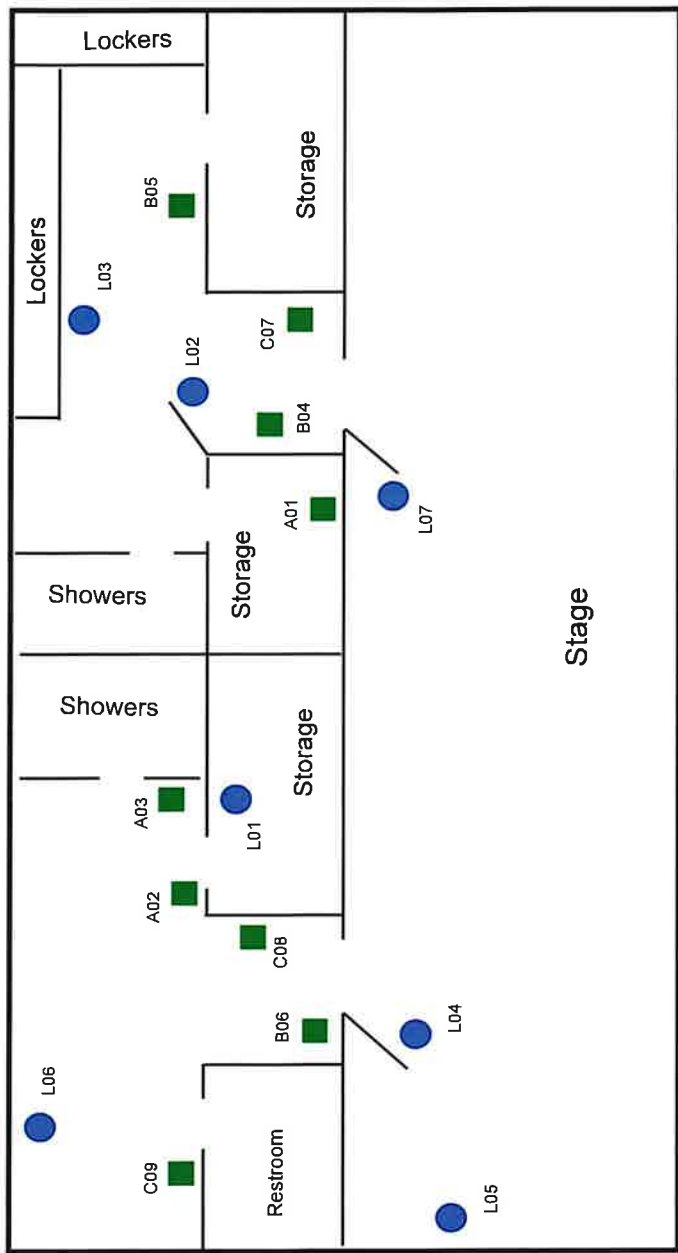 Lockers
Lockers
B05
Storage
L03
L02
C07
B04
A01
L07
Showers
Storage
Stage
Showers
Storage
A03
L01
A02
C08
B06
L04
L06
C09
Restroom
L05